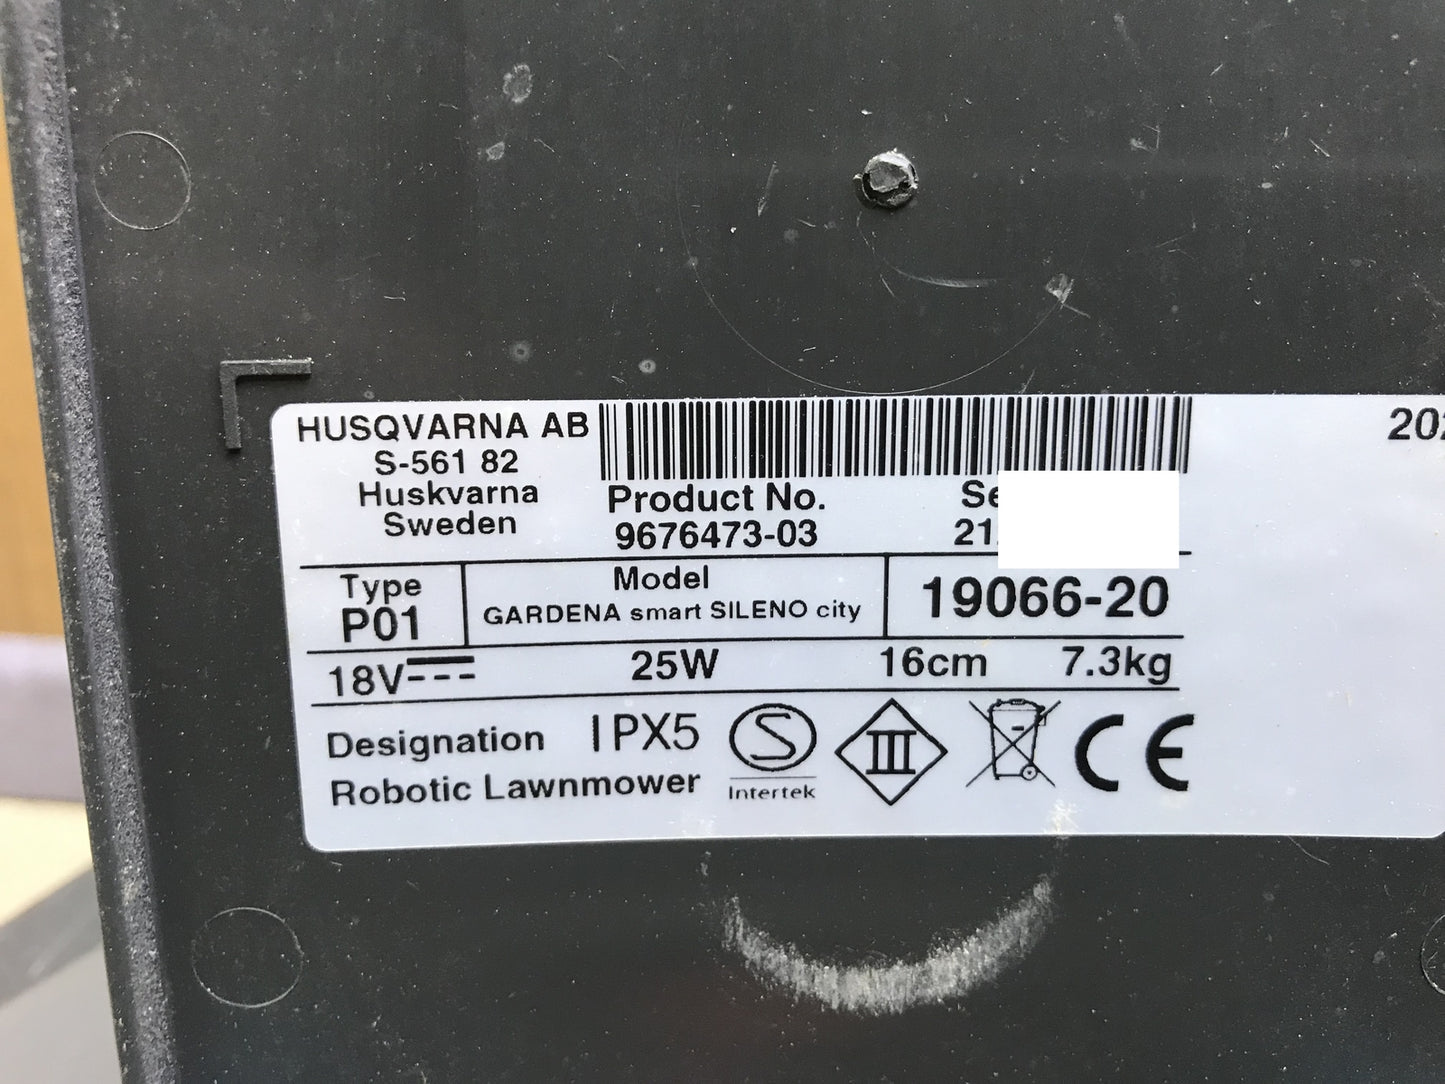 HUSQVARNA AB
S-561 82
Huskvarna
Sweden
Product No.
9676473-03
Type
P01
Model
GARDENA smart SILENO city
19066-20
18V
25W
16cm
7.3kg
Designation
Robotic Lawnmower
IPX5
S
Intertek
III
CE